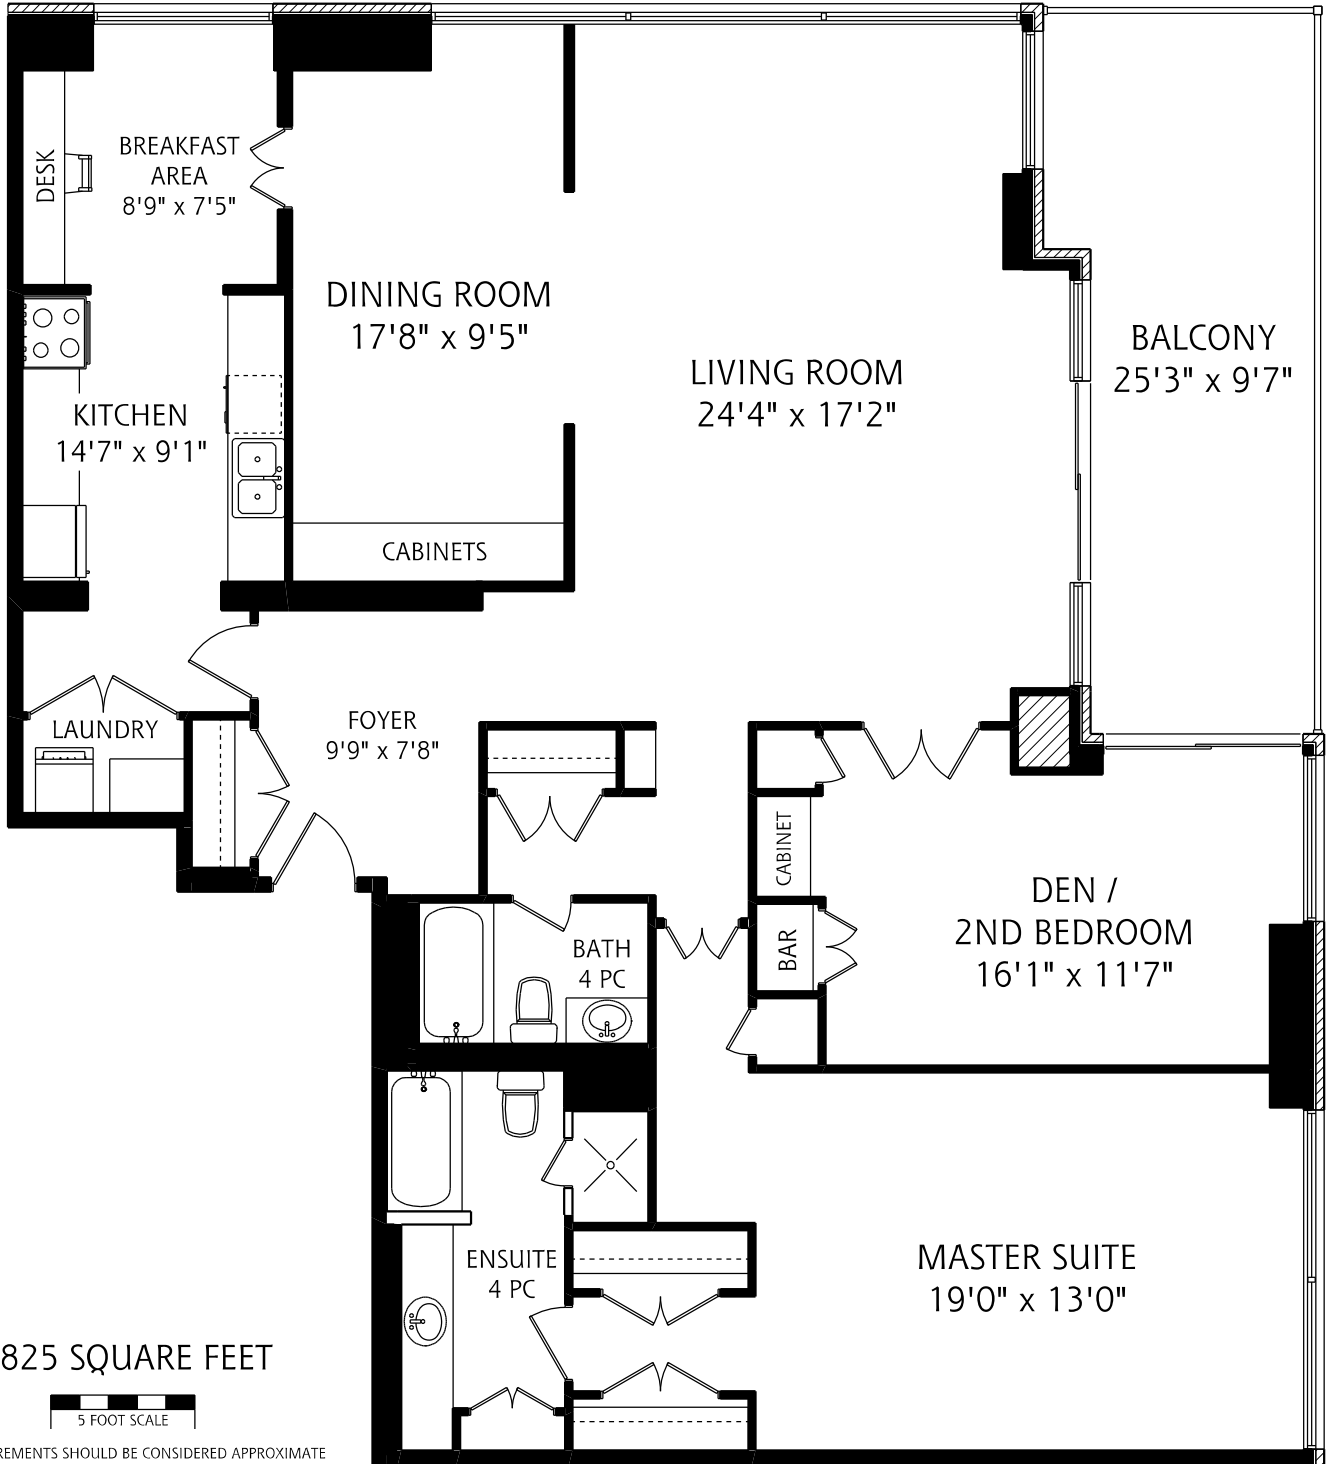 BREAKFAST
AREA
8'9" x 7'5"
DESK
DINING ROOM
17'8" x 9'5"
LIVING ROOM
24'4" x 17'2"
BALCONY
25'3" x 9'7"
KITCHEN
14'7" x 9'1"
CABINETS
LAUNDRY
FOYER
9'9" x 7'8"
CABINET
BAR
DEN /
2ND BEDROOM
16'1" x 11'7"
BATH
4 PC
ENSUITE
4 PC
MASTER SUITE
19'0" x 13'0"
825 SQUARE FEET
5 FOOT SCALE
REMENTS SHOULD BE CONSIDERED APPROXIMATE